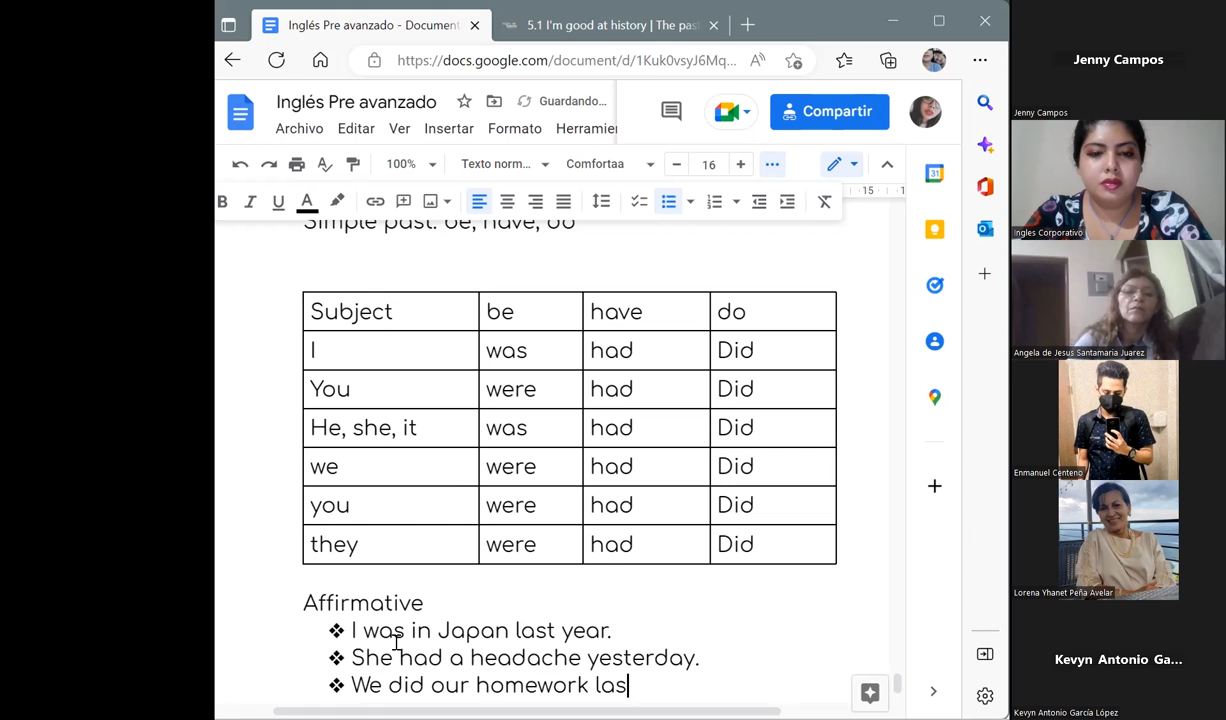 Inglés Pre avanzado - Document
5.1 I'm good at history | The pas
https://docs.google.com/document/d/1Kuk0vsyJ6Mq...
Inglés Pre avanzado
Guardando...
Compartir
Archivo Editar Ver Insertar Formato Herramien
100% Texto norm... Comfortaa 16
15
Simple past: be, have, do
Subject be have do
I was had Did
You were had Did
He, she, it was had Did
we were had Did
you were had Did
they were had Did
Affirmative
❖ I was in Japan last year.
❖ She had a headache yesterday.
❖ We did our homework las
Jenny Campos
Jenny Campos
Ingles Corporativo
Angela de Jesus Santamaria Juarez
Enmanuel Centeno
Lorena Yhanet Peña Avelar
Kevyn Antonio Ga...
Kevyn Antonio García López